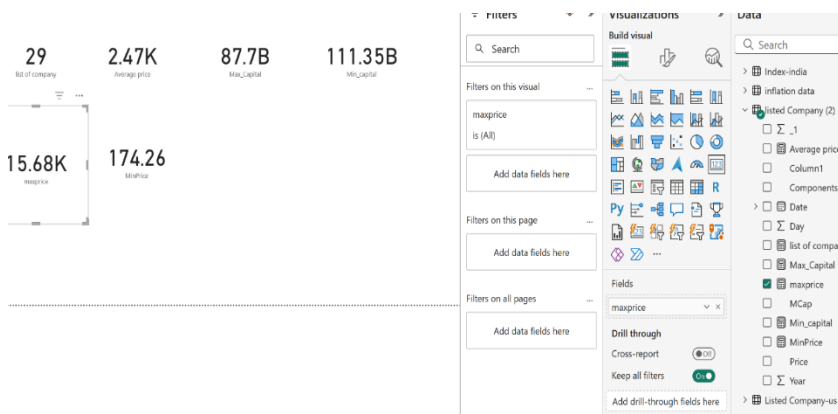 29
list of company
2.47K
Average price
87.7B
Max_Capital
111.35B
Min_capital
15.68K
maxprice
174.26
MinPrice
Filters
Search
Filters on this visual
...
maxprice
is (All)
Add data fields here
Filters on this page
...
Add data fields here
Filters on all pages
...
Add data fields here
Visualizations
Build visual
123
R
Py
...
Fields
maxprice
Drill through
Cross-report
Off
Keep all filters
On
Add drill-through fields here
Data
Search
Index-india
inflation data
listed Company (2)
_1
Average price
Column1
Components
Date
Day
list of compa
Max_Capital
maxprice
MCap
Min_capital
MinPrice
Price
Year
Listed Company-us